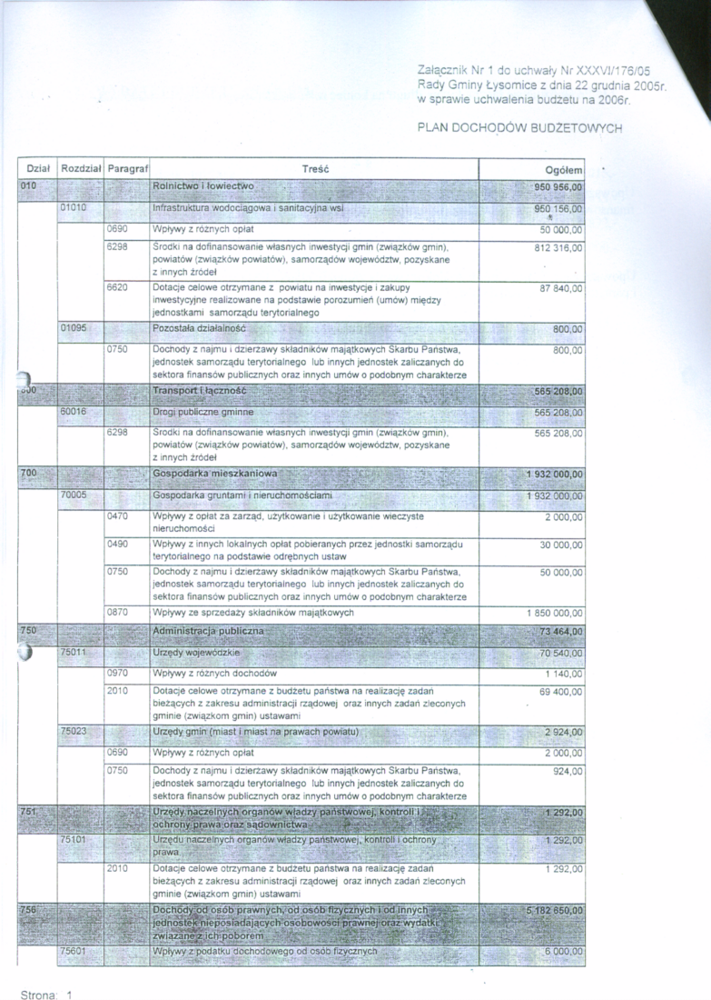 Załącznik Nr 1 do uchwały Nr XXXVI/176/05
Rady Gminy Łysomice z dnia 22 grudnia 2005r.
w sprawie uchwalenia budżetu na 2006r.
PLAN DOCHODÓW BUDŻETOWYCH
Dział Rozdział Paragraf Treść Ogółem
010 Rolnictwo i łowiectwo 950 956,00
01010 Infrastruktura wodociągowa i sanitacyjna wsi 950 156,00
0690 Wpływy z różnych opłat 50 000,00
6298 Środki na dofinansowanie własnych inwestycji gmin (związków gmin), 812 316,00
powiatów (związków powiatów), samorządów województw, pozyskane
z innych źródeł
6620 Dotacje celowe otrzymane z powiatu na inwestycje i zakupy 87 840,00
inwestycyjne realizowane na podstawie porozumień (umów) między
jednostkami samorządu terytorialnego
01095 Pozostała działalność 800,00
0750 Dochody z najmu i dzierżawy składników majątkowych Skarbu Państwa, 800,00
jednostek samorządu terytorialnego lub innych jednostek zaliczanych do
sektora finansów publicznych oraz innych umów o podobnym charakterze
600 Transport i łączność 565 208,00
60016 Drogi publiczne gminne 565 208,00
6298 Środki na dofinansowanie własnych inwestycji gmin (związków gmin), 565 208,00
powiatów (związków powiatów), samorządów województw, pozyskane
z innych źródeł
700 Gospodarka mieszkaniowa 1 932 000,00
70005 Gospodarka gruntami i nieruchomościami 1 932 000,00
0470 Wpływy z opłat za zarząd, użytkowanie i użytkowanie wieczyste 2 000,00
nieruchomości
0490 Wpływy z innych lokalnych opłat pobieranych przez jednostki samorządu 30 000,00
terytorialnego na podstawie odrębnych ustaw
0750 Dochody z najmu i dzierżawy składników majątkowych Skarbu Państwa, 50 000,00
jednostek samorządu terytorialnego lub innych jednostek zaliczanych do
sektora finansów publicznych oraz innych umów o podobnym charakterze
0870 Wpływy ze sprzedaży składników majątkowych 1 850 000,00
750 Administracja publiczna 73 464,00
75011 Urzędy wojewódzkie 70 540,00
0970 Wpływy z różnych dochodów 1 140,00
2010 Dotacje celowe otrzymane z budżetu państwa na realizację zadań 69 400,00
bieżących z zakresu administracji rządowej oraz innych zadań zleconych
gminie (związkom gmin) ustawami
75023 Urzędy gmin (miast i miast na prawach powiatu) 2 924,00
0690 Wpływy z różnych opłat 2 000,00
0750 Dochody z najmu i dzierżawy składników majątkowych Skarbu Państwa, 924,00
jednostek samorządu terytorialnego lub innych jednostek zaliczanych do
sektora finansów publicznych oraz innych umów o podobnym charakterze
751 Urzędy naczelnych organów władzy państwowej, kontroli i 1 292,00
ochrony prawa oraz sądownictwa
75101 Urzędu naczelnych organów władzy państwowej, kontroli i ochrony 1 292,00
prawa
2010 Dotacje celowe otrzymane z budżetu państwa na realizację zadań 1 292,00
bieżących z zakresu administracji rządowej oraz innych zadań zleconych
gminie (związkom gmin) ustawami
756 Dochody od osób prawnych, od osób fizycznych i od innych 5 182 650,00
jednostek nieposiadających osobowości prawnej oraz wydatki
związane z ich poborem
75601 Wpływy z podatku dochodowego od osób fizycznych 6 000,00
Strona: 1